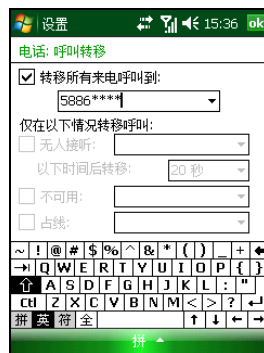 设置 15:36 ok
电话: 呼叫转移
转移所有来电呼叫到:
5886****
仅在以下情况转移呼叫:
无人接听:
以下时间后转移: 20 秒
不可用:
占线:
~ ! @ # $ % ^ & * ( ) _ +
Q W E R T Y U I O P { }
A S D F G H J K L : "
Ctl Z X C V B N M < > ?
拼 英 符 全
拼